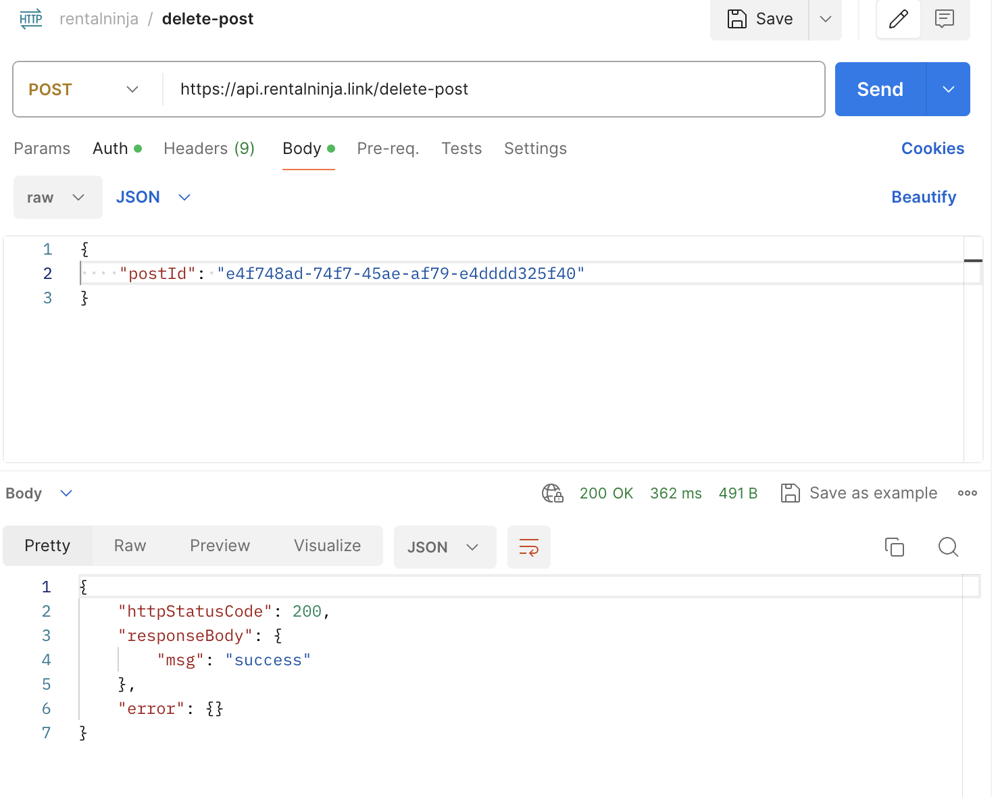 HTTP rentalninja / delete-post Save
POST https://api.rentalninja.link/delete-post Send
Params Auth Headers (9) Body Pre-req. Tests Settings Cookies
raw JSON Beautify
1 {
2 ····"postId":·"e4f748ad-74f7-45ae-af79-e4dddd325f40"
3 }
Body 200 OK 362 ms 491 B Save as example
Pretty Raw Preview Visualize JSON
1 {
2 "httpStatusCode": 200,
3 "responseBody": {
4 "msg": "success"
5 },
6 "error": {}
7 }